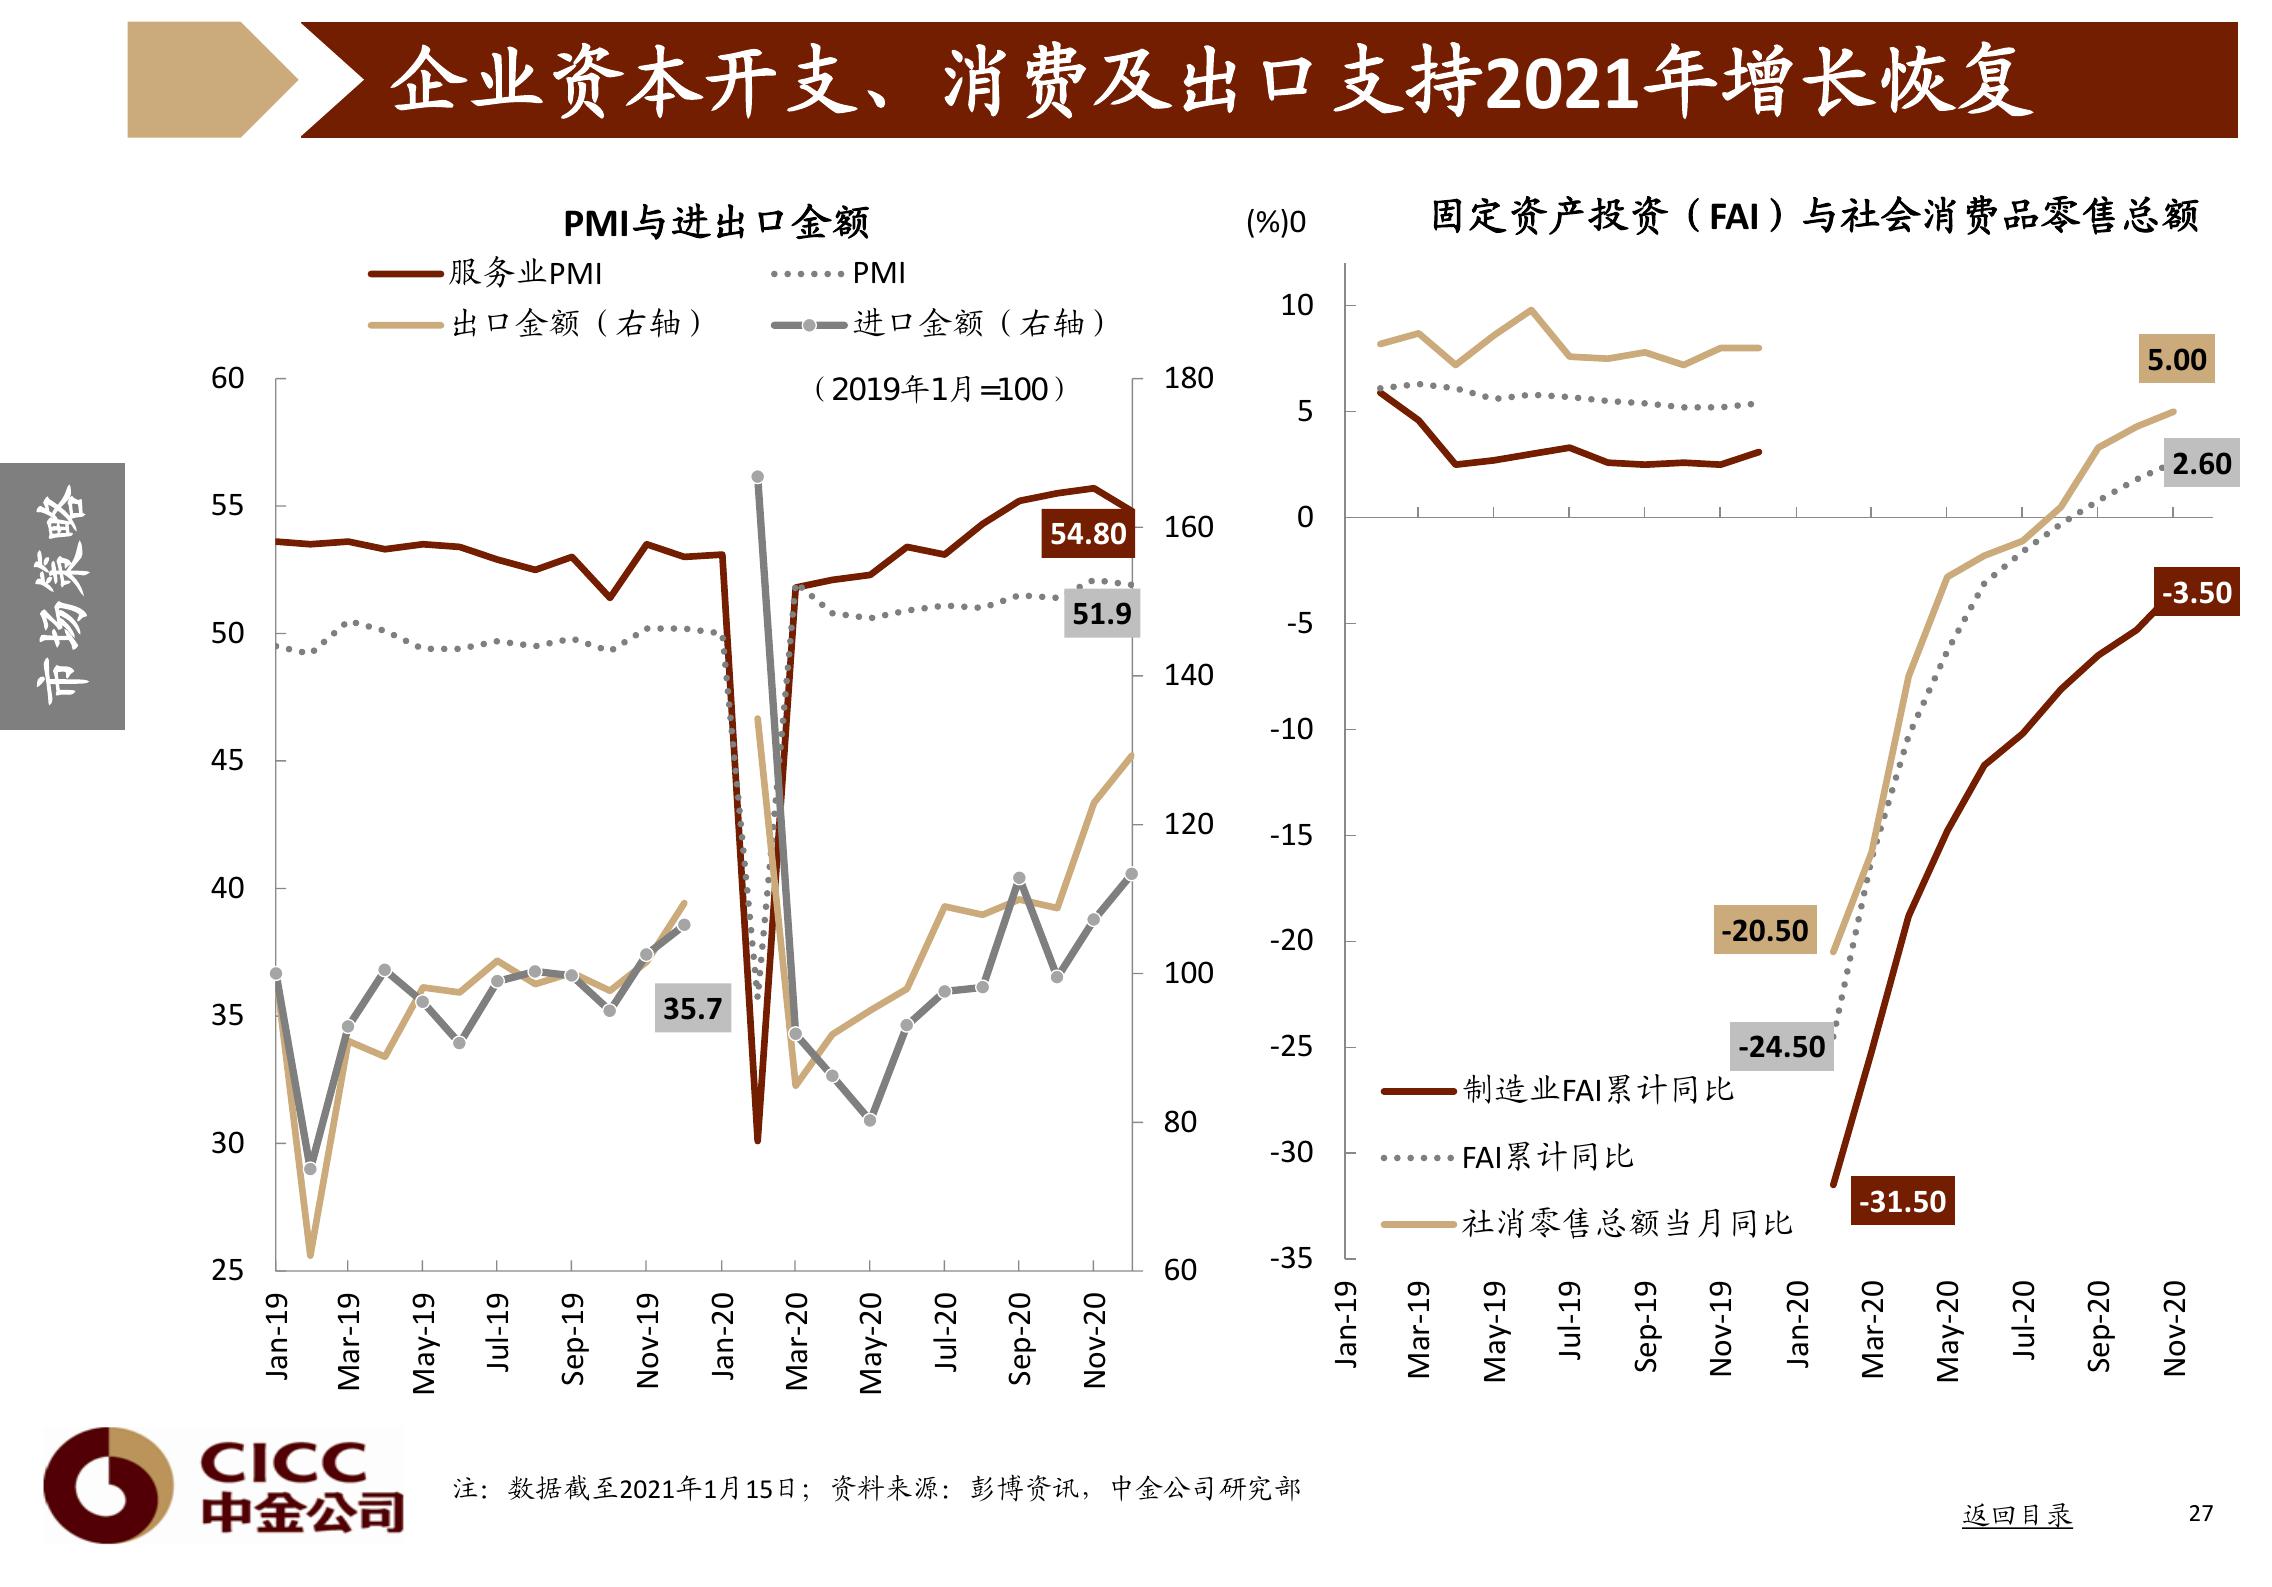 企业资本开支、消费及出口支持2021年增长恢复
市场策略
PMI与进出口金额
服务业PMI
PMI
出口金额（右轴）
进口金额（右轴）
（2019年1月=100）
60
55
50
45
40
35
30
25
180
160
140
120
100
80
60
54.80
51.9
35.7
Jan-19
Mar-19
May-19
Jul-19
Sep-19
Nov-19
Jan-20
Mar-20
May-20
Jul-20
Sep-20
Nov-20
(%)0
固定资产投资（FAI）与社会消费品零售总额
10
5
0
-5
-10
-15
-20
-25
-30
-35
5.00
2.60
-3.50
-20.50
-24.50
-31.50
制造业FAI累计同比
FAI累计同比
社消零售总额当月同比
Jan-19
Mar-19
May-19
Jul-19
Sep-19
Nov-19
Jan-20
Mar-20
May-20
Jul-20
Sep-20
Nov-20
CICC
中金公司
注：数据截至2021年1月15日；资料来源：彭博资讯，中金公司研究部
返回目录
27